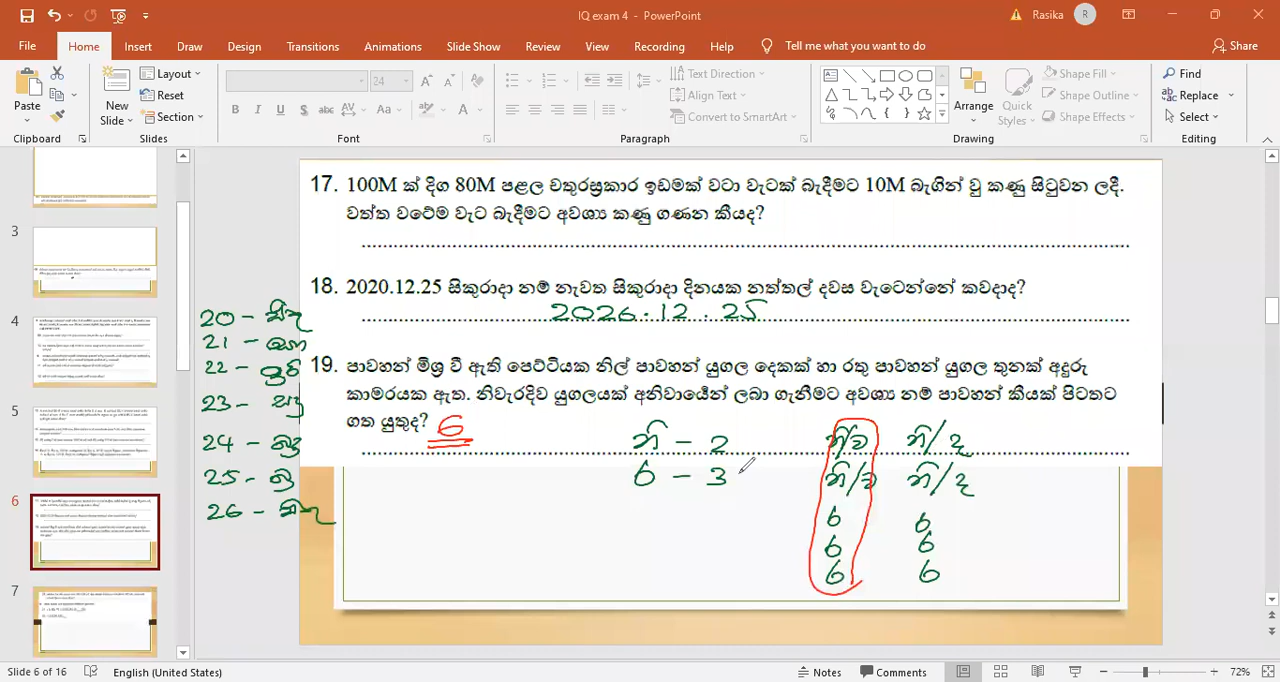 IQ exam 4 - PowerPoint
Rasika R
File Home Insert Draw Design Transitions Animations Slide Show Review View Recording Help Tell me what you want to do Share
Paste
Clipboard
New Slide
Layout
Reset
Section
Slides
24
B I U S abc AV Aa A
Font
Text Direction
Align Text
Convert to SmartArt
Paragraph
Arrange
Quick Styles
Shape Fill
Shape Outline
Shape Effects
Drawing
Find
Replace
Select
Editing
3
4
5
6
7
17. 100M ක් දිග 80M පළල චතුරස්‍රකාර ඉඩමක් වටා වැටක් බැදීමට 10M බැගින් වු කණු සිටුවන ලදී.
වත්ත වටේම වැට බැදීමට අවශ්‍ය කණු ගණන කීයද?
18. 2020.12.25 සිකුරාදා නම් නැවත සිකුරාදා දිනයක නත්තල් දවස වැටෙන්නේ කවදාද?
2026.12.25
19. පාවහන් මිශ්‍ර වී ඇති පෙට්ටියක නිල් පාවහන් යුගල දෙකක් හා රතු පාවහන් යුගල තුනක් අඳුරු
කාමරයක ඇත. නිවැරදිව යුගලයක් අනිවාර්යෙන් ලබා ගැනීමට අවශ්‍ය නම් පාවහන් කීයක් පිටතට
ගත යුතුද? 6
නි - 2
ර - 3
නි/ව නි/ද
නි/ව නි/ද
ර ර
ර ර
ර ර
20 - සිකු
21 -
22 -
23 -
24 -
25 -
26 - සිකු
Slide 6 of 16 English (United States) Notes Comments 72%